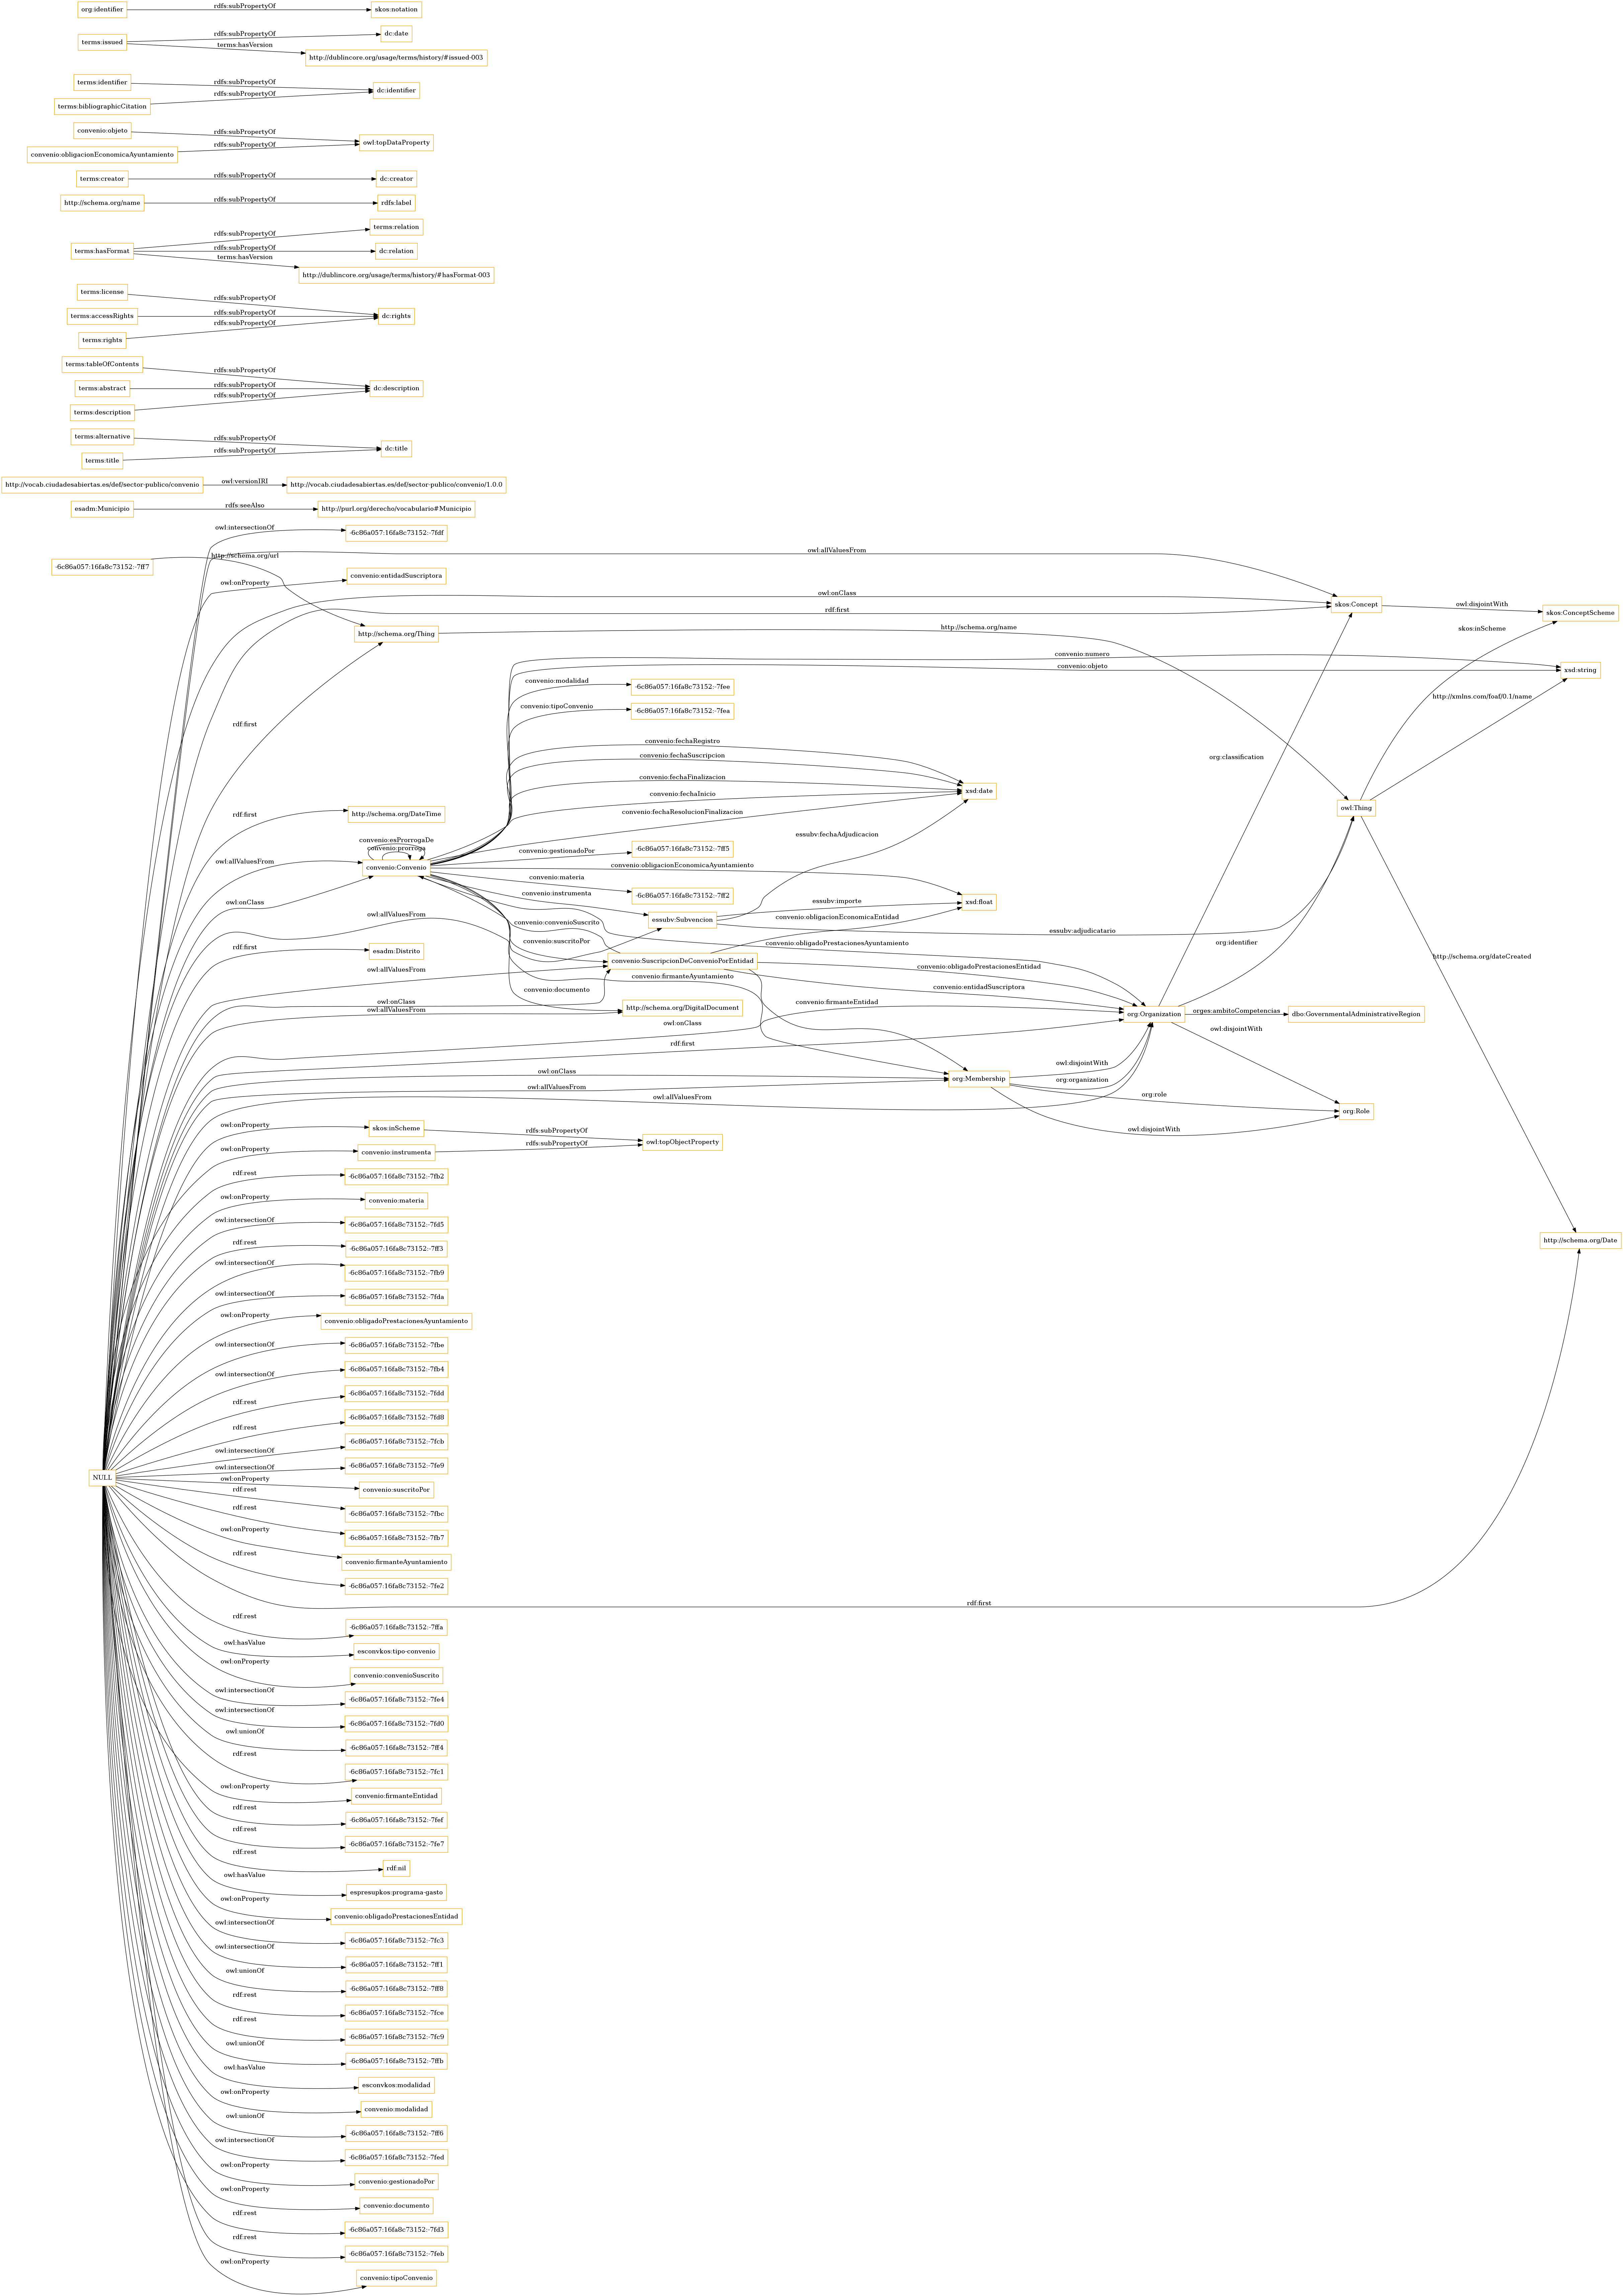 org:identifier
rdfs:subPropertyOf
skos:notation
terms:issued
rdfs:subPropertyOf
dc:date
terms:hasVersion
http://dublincore.org/usage/terms/history/#issued-003
terms:identifier
rdfs:subPropertyOf
dc:identifier
terms:bibliographicCitation
rdfs:subPropertyOf
convenio:objeto
rdfs:subPropertyOf
owl:topDataProperty
convenio:obligacionEconomicaAyuntamiento
rdfs:subPropertyOf
terms:creator
rdfs:subPropertyOf
dc:creator
http://schema.org/name
rdfs:subPropertyOf
rdfs:label
terms:hasFormat
rdfs:subPropertyOf
terms:relation
rdfs:subPropertyOf
dc:relation
terms:hasVersion
http://dublincore.org/usage/terms/history/#hasFormat-003
terms:license
rdfs:subPropertyOf
terms:accessRights
rdfs:subPropertyOf
dc:rights
terms:rights
rdfs:subPropertyOf
terms:tableOfContents
rdfs:subPropertyOf
terms:abstract
rdfs:subPropertyOf
dc:description
terms:description
rdfs:subPropertyOf
terms:alternative
rdfs:subPropertyOf
dc:title
terms:title
rdfs:subPropertyOf
http://vocab.ciudadesabiertas.es/def/sector-publico/convenio
owl:versionIRI
http://vocab.ciudadesabiertas.es/def/sector-publico/convenio/1.0.0
esadm:Municipio
rdfs:seeAlso
http://purl.org/derecho/vocabulario#Municipio
owl:intersectionOf
-6c86a057:16fa8c73152:-7fdf
owl:allValuesFrom
-6c86a057:16fa8c73152:-7ff7
http://schema.org/url
owl:onProperty
convenio:entidadSuscriptora
owl:onClass
rdf:first
skos:Concept
owl:disjointWith
skos:ConceptScheme
http://schema.org/Thing
http://schema.org/name
skos:inScheme
convenio:numero
convenio:objeto
xsd:string
convenio:modalidad
-6c86a057:16fa8c73152:-7fee
http://xmlns.com/foaf/0.1/name
convenio:tipoConvenio
-6c86a057:16fa8c73152:-7fea
rdf:first
convenio:fechaRegistro
convenio:fechaSuscripcion
org:classification
convenio:fechaFinalizacion
convenio:fechaInicio
xsd:date
convenio:fechaResolucionFinalizacion
owl:Thing
rdf:first
http://schema.org/DateTime
essubv:fechaAdjudicacion
convenio:esProrrogaDe
convenio:prorroga
convenio:gestionadoPor
-6c86a057:16fa8c73152:-7ff5
owl:allValuesFrom
convenio:Convenio
convenio:obligacionEconomicaAyuntamiento
convenio:materia
-6c86a057:16fa8c73152:-7ff2
convenio:instrumenta
owl:onClass
essubv:importe
xsd:float
owl:allValuesFrom
essubv:Subvencion
convenio:obligacionEconomicaEntidad
convenio:convenioSuscrito
essubv:adjudicatario
rdf:first
esadm:Distrito
convenio:suscritoPor
convenio:obligadoPrestacionesAyuntamiento
org:identifier
http://schema.org/dateCreated
convenio:SuscripcionDeConvenioPorEntidad
owl:allValuesFrom
convenio:obligadoPrestacionesEntidad
convenio:firmanteAyuntamiento
convenio:documento
convenio:entidadSuscriptora
owl:onClass
owl:allValuesFrom
http://schema.org/DigitalDocument
convenio:firmanteEntidad
org:Organization
orges:ambitoCompetencias
dbo:GovernmentalAdministrativeRegion
owl:onClass
owl:disjointWith
rdf:first
owl:disjointWith
owl:onClass
org:Membership
org:organization
owl:allValuesFrom
org:role
owl:allValuesFrom
org:Role
owl:onProperty
skos:inScheme
rdfs:subPropertyOf
owl:topObjectProperty
owl:disjointWith
owl:onProperty
convenio:instrumenta
rdfs:subPropertyOf
rdf:rest
-6c86a057:16fa8c73152:-7fb2
owl:onProperty
convenio:materia
owl:intersectionOf
-6c86a057:16fa8c73152:-7fd5
http://schema.org/Date
rdf:rest
-6c86a057:16fa8c73152:-7ff3
owl:intersectionOf
-6c86a057:16fa8c73152:-7fb9
owl:intersectionOf
-6c86a057:16fa8c73152:-7fda
owl:onProperty
convenio:obligadoPrestacionesAyuntamiento
owl:intersectionOf
-6c86a057:16fa8c73152:-7fbe
owl:intersectionOf
-6c86a057:16fa8c73152:-7fb4
rdf:rest
-6c86a057:16fa8c73152:-7fdd
rdf:rest
-6c86a057:16fa8c73152:-7fd8
owl:intersectionOf
-6c86a057:16fa8c73152:-7fcb
NULL
owl:intersectionOf
-6c86a057:16fa8c73152:-7fe9
owl:onProperty
convenio:suscritoPor
rdf:rest
-6c86a057:16fa8c73152:-7fbc
rdf:rest
-6c86a057:16fa8c73152:-7fb7
owl:onProperty
convenio:firmanteAyuntamiento
rdf:rest
-6c86a057:16fa8c73152:-7fe2
rdf:first
rdf:rest
-6c86a057:16fa8c73152:-7ffa
owl:hasValue
esconvkos:tipo-convenio
owl:onProperty
convenio:convenioSuscrito
owl:intersectionOf
-6c86a057:16fa8c73152:-7fe4
owl:intersectionOf
-6c86a057:16fa8c73152:-7fd0
owl:unionOf
-6c86a057:16fa8c73152:-7ff4
rdf:rest
-6c86a057:16fa8c73152:-7fc1
owl:onProperty
convenio:firmanteEntidad
rdf:rest
-6c86a057:16fa8c73152:-7fef
rdf:rest
-6c86a057:16fa8c73152:-7fe7
rdf:rest
rdf:nil
owl:hasValue
espresupkos:programa-gasto
owl:onProperty
convenio:obligadoPrestacionesEntidad
owl:intersectionOf
-6c86a057:16fa8c73152:-7fc3
owl:intersectionOf
-6c86a057:16fa8c73152:-7ff1
owl:unionOf
-6c86a057:16fa8c73152:-7ff8
rdf:rest
-6c86a057:16fa8c73152:-7fce
rdf:rest
-6c86a057:16fa8c73152:-7fc9
owl:unionOf
-6c86a057:16fa8c73152:-7ffb
owl:hasValue
esconvkos:modalidad
owl:onProperty
convenio:modalidad
owl:unionOf
-6c86a057:16fa8c73152:-7ff6
owl:intersectionOf
-6c86a057:16fa8c73152:-7fed
owl:onProperty
convenio:gestionadoPor
owl:onProperty
convenio:documento
rdf:rest
-6c86a057:16fa8c73152:-7fd3
rdf:rest
-6c86a057:16fa8c73152:-7feb
owl:onProperty
convenio:tipoConvenio